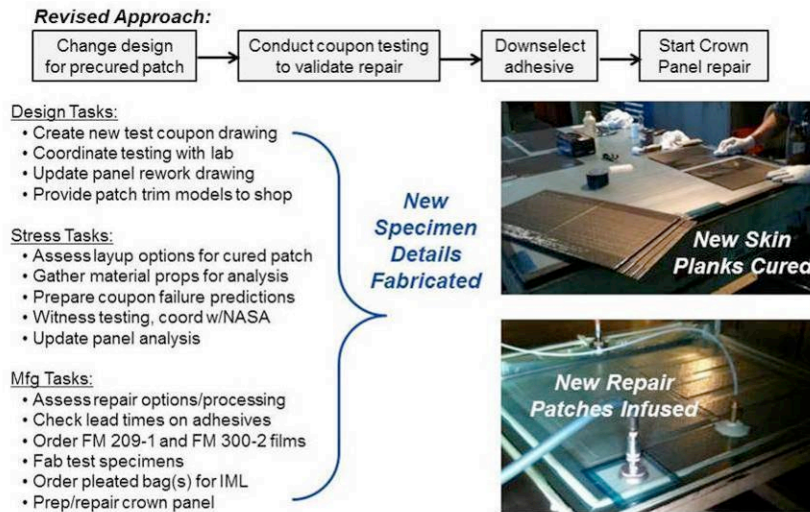 Revised Approach:
Change design
for precured patch
Conduct coupon testing
to validate repair
Downselect
adhesive
Start Crown
Panel repair
Design Tasks:
• Create new test coupon drawing
• Coordinate testing with lab
• Update panel rework drawing
• Provide patch trim models to shop
Stress Tasks:
• Assess layup options for cured patch
• Gather material props for analysis
• Prepare coupon failure predictions
• Witness testing, coord w/NASA
• Update panel analysis
Mfg Tasks:
• Assess repair options/processing
• Check lead times on adhesives
• Order FM 209-1 and FM 300-2 films
• Fab test specimens
• Order pleated bag(s) for IML
• Prep/repair crown panel
New
Specimen
Details
Fabricated
New Skin
Planks Cured
New Repair
Patches Infused